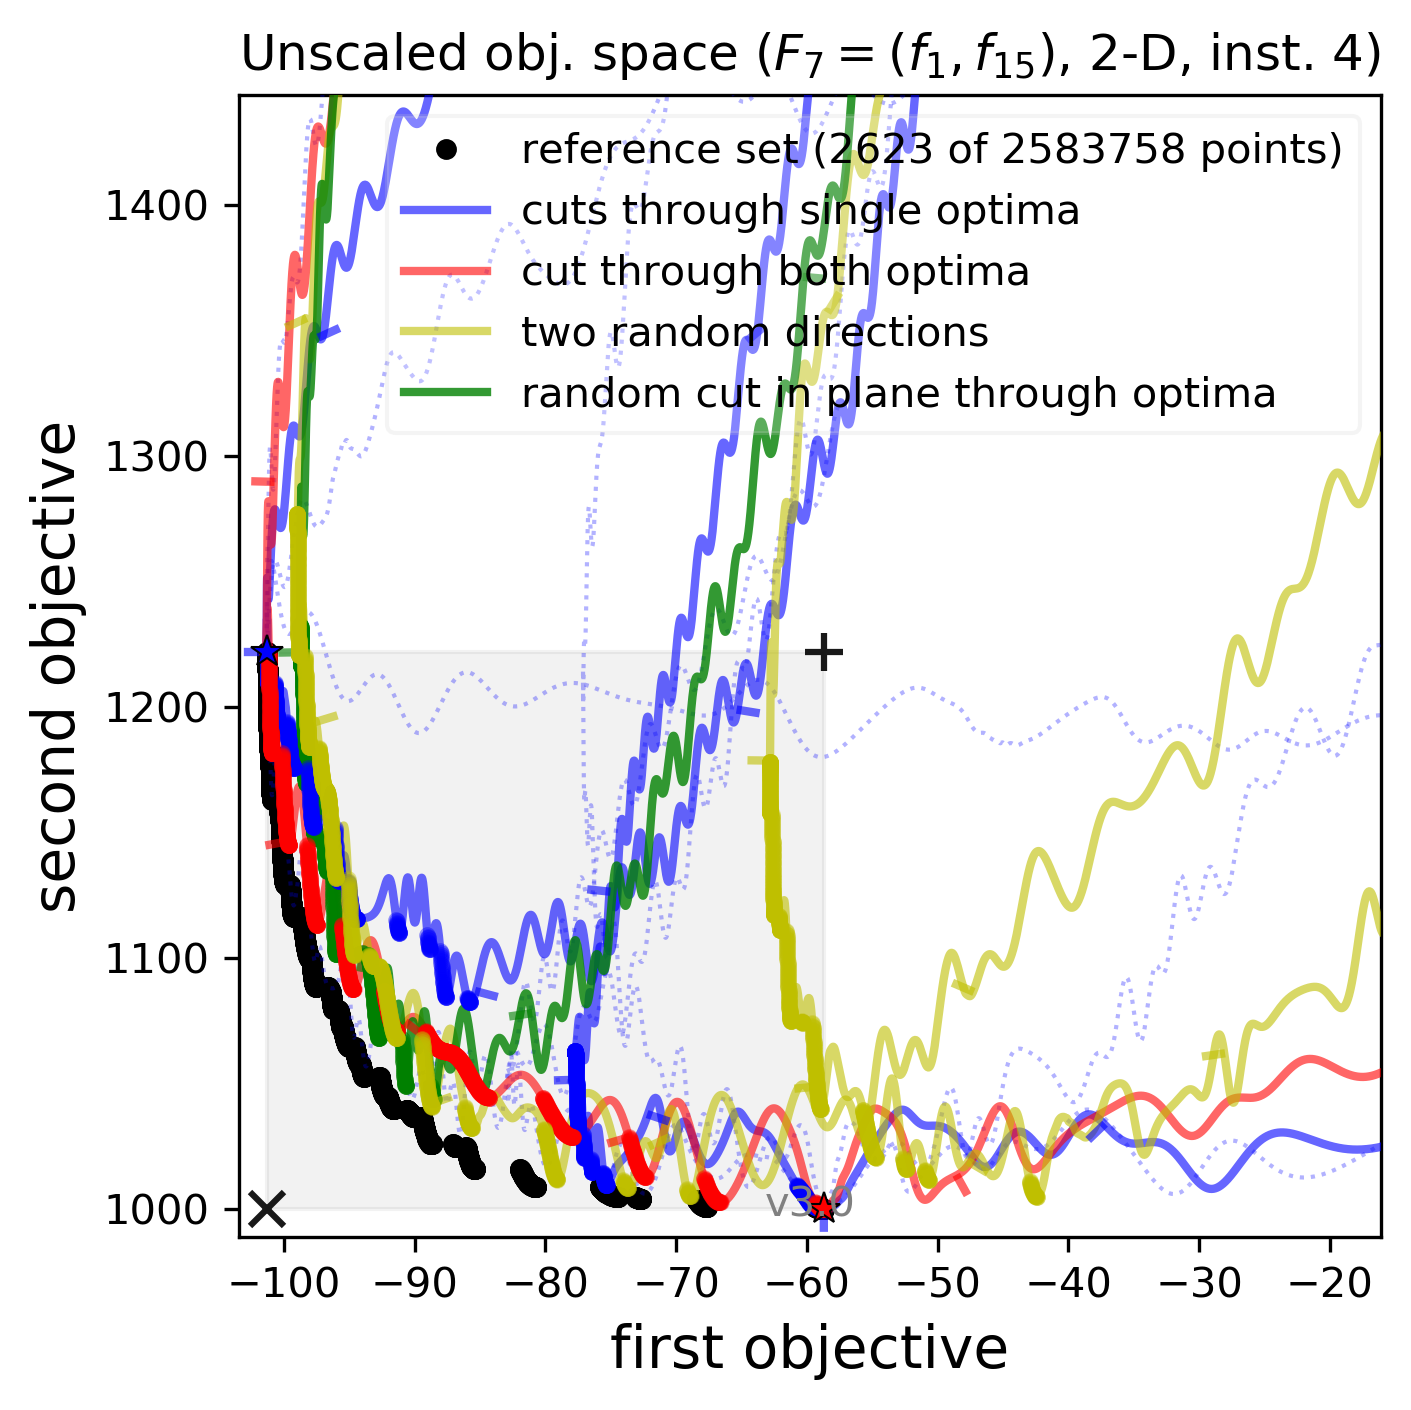 Unscaled obj. space (F₇ = (f₁, f₁₅), 2-D, inst. 4)
reference set (2623 of 2583758 points)
cuts through single optima
cut through both optima
two random directions
random cut in plane through optima
second objective
1400
1300
1200
1100
1000
−100 −90 −80 −70 −60 −50 −40 −30 −20
first objective